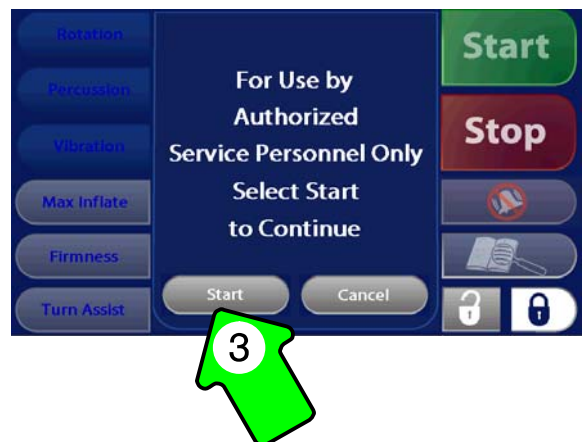 Rotation
Percussion
Vibration
Max Inflate
Firmness
Turn Assist
For Use by
Authorized
Service Personnel Only
Select Start
to Continue
Start
Cancel
Start
Stop
3